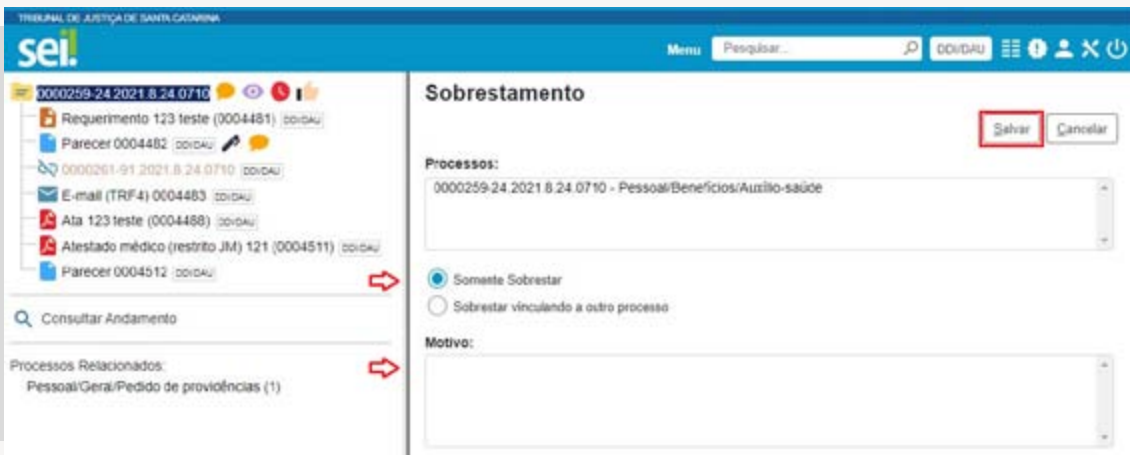 TRIBUNAL DE JUSTIÇA DE SANTA CATARINA
sei!
Menu Pesquisar... DDI/DAU
0000259-24.2021.8.24.0710
Requerimento 123 teste (0004481) DDI/DAU
Parecer 0004482 DDI/DAU
0000261-91.2021.8.24.0710 DDI/DAU
E-mail (TRF4) 0004483 DDI/DAU
Ata 123 teste (0004488) DDI/DAU
Atestado médico (restrito JM) 121 (0004511) DDI/DAU
Parecer 0004512 DDI/DAU
Consultar Andamento
Processos Relacionados:
Pessoal/Geral/Pedido de providências (1)
Sobrestamento
Salvar Cancelar
Processos:
0000259-24.2021.8.24.0710 - Pessoal/Benefícios/Auxílio-saúde
Somente Sobrestar
Sobrestar vinculando a outro processo
Motivo: